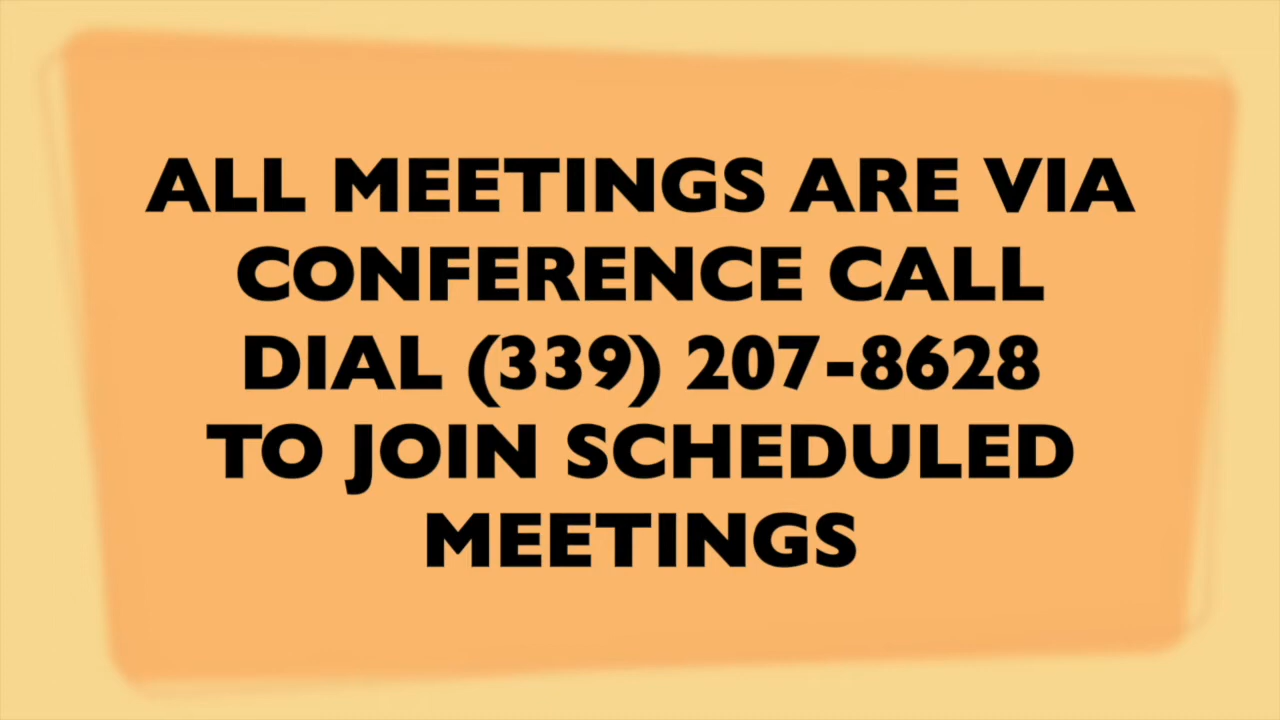 ALL MEETINGS ARE VIA
CONFERENCE CALL
DIAL (339) 207-8628
TO JOIN SCHEDULED
MEETINGS